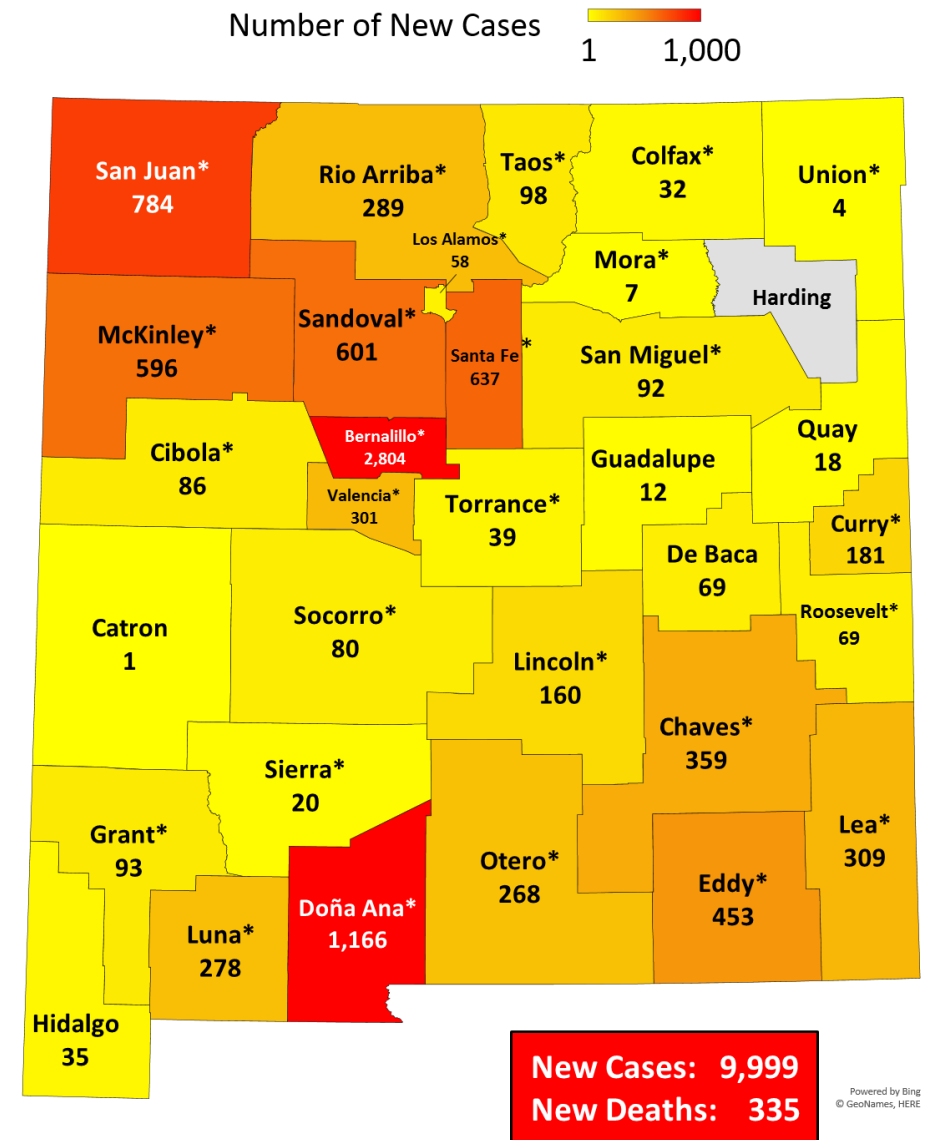 Number of New Cases
1 1,000
San Juan*
784
Rio Arriba*
289
Taos*
98
Colfax*
32
Union*
4
Los Alamos*
58
Mora*
7
Harding
McKinley*
596
Sandoval*
601
Santa Fe*
637
San Miguel*
92
Cibola*
86
Bernalillo*
2,804
Valencia*
301
Torrance*
39
Guadalupe
12
Quay
18
Curry*
181
De Baca
69
Roosevelt*
69
Catron
1
Socorro*
80
Lincoln*
160
Chaves*
359
Sierra*
20
Grant*
93
Lea*
309
Otero*
268
Eddy*
453
Doña Ana*
1,166
Luna*
278
Hidalgo
35
New Cases: 9,999
New Deaths: 335
Powered by Bing
© GeoNames, HERE